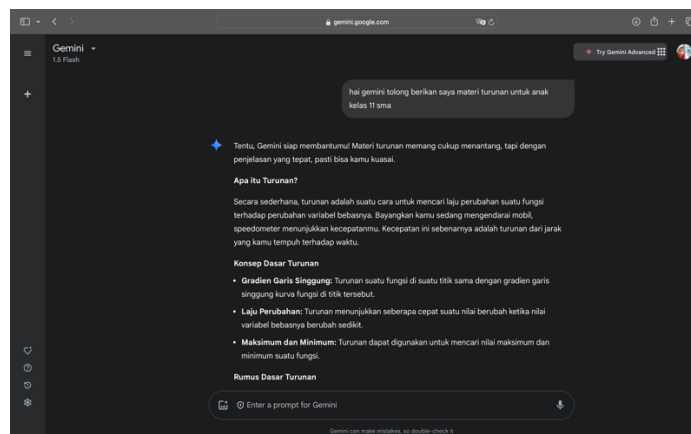 gemini.google.com
Gemini
1.5 Flash
Try Gemini Advanced
hai gemini tolong berikan saya materi turunan untuk anak
kelas 11 sma
Tentu, Gemini siap membantumu! Materi turunan memang cukup menantang, tapi dengan
penjelasan yang tepat, pasti bisa kamu kuasai.
Apa itu Turunan?
Secara sederhana, turunan adalah suatu cara untuk mencari laju perubahan suatu fungsi
terhadap perubahan variabel bebasnya. Bayangkan kamu sedang mengendarai mobil,
speedometer menunjukkan kecepatanmu. Kecepatan ini sebenarnya adalah turunan dari jarak
yang kamu tempuh terhadap waktu.
Konsep Dasar Turunan
• Gradien Garis Singgung: Turunan suatu fungsi di suatu titik sama dengan gradien garis
singgung kurva fungsi di titik tersebut.
• Laju Perubahan: Turunan menunjukkan seberapa cepat suatu nilai berubah ketika nilai
variabel bebasnya berubah sedikit.
• Maksimum dan Minimum: Turunan dapat digunakan untuk mencari nilai maksimum dan
minimum suatu fungsi.
Rumus Dasar Turunan
Enter a prompt for Gemini
Gemini can make mistakes, so double-check it